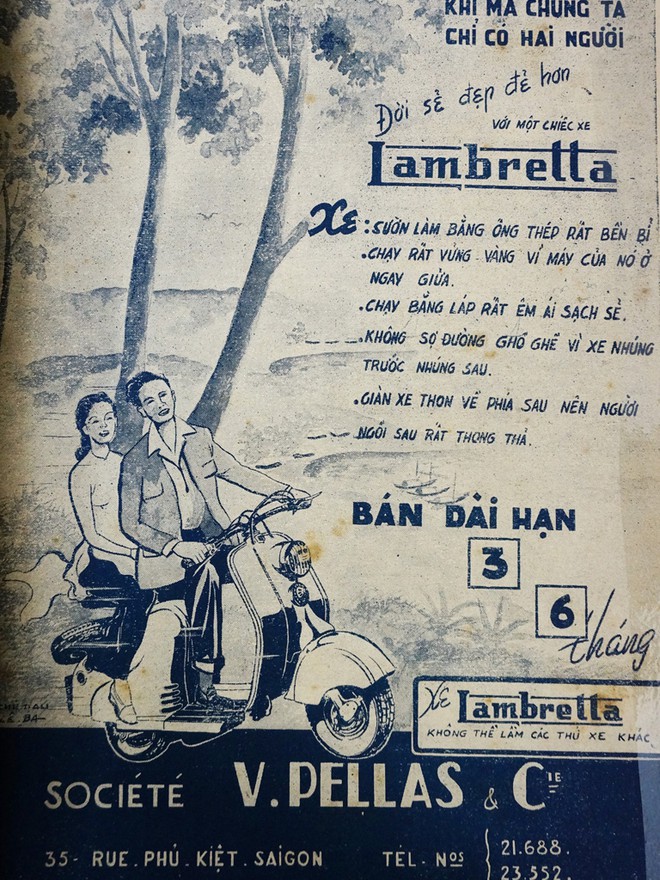 KHI MÀ CHÚNG TA
CHỈ CÓ HAI NGƯỜI
Đời sẽ đẹp đẻ hơn
VỚI MỘT CHIẾC XE
Lambretta
XE : SƯỜN LÀM BẰNG ỐNG THÉP RẤT BỀN BỈ
• CHẠY RẤT VỮNG VÀNG VÌ MÁY CỦA NÓ Ở
NGAY GIỮA.
• CHẠY BẰNG LÁP RẤT ÊM ÁI SẠCH SẼ.
• KHÔNG SỢ ĐƯỜNG GHỒ GHỀ VÌ XE NHÚNG
TRƯỚC NHÚNG SAU.
• GIÀN XE THON VỀ PHÍA SAU NÊN NGƯỜI
NGỒI SAU RẤT THONG THẢ.
BÁN DÀI HẠN
3
6 tháng
XE Lambretta
KHÔNG THỂ LẦM CÁC THỨ XE KHÁC
SOCIÉTÉ V. PELLAS & CIE
35 - RUE. PHỦ. KIỆT. SAIGON TÉL - NOS 21.688.
23.552.